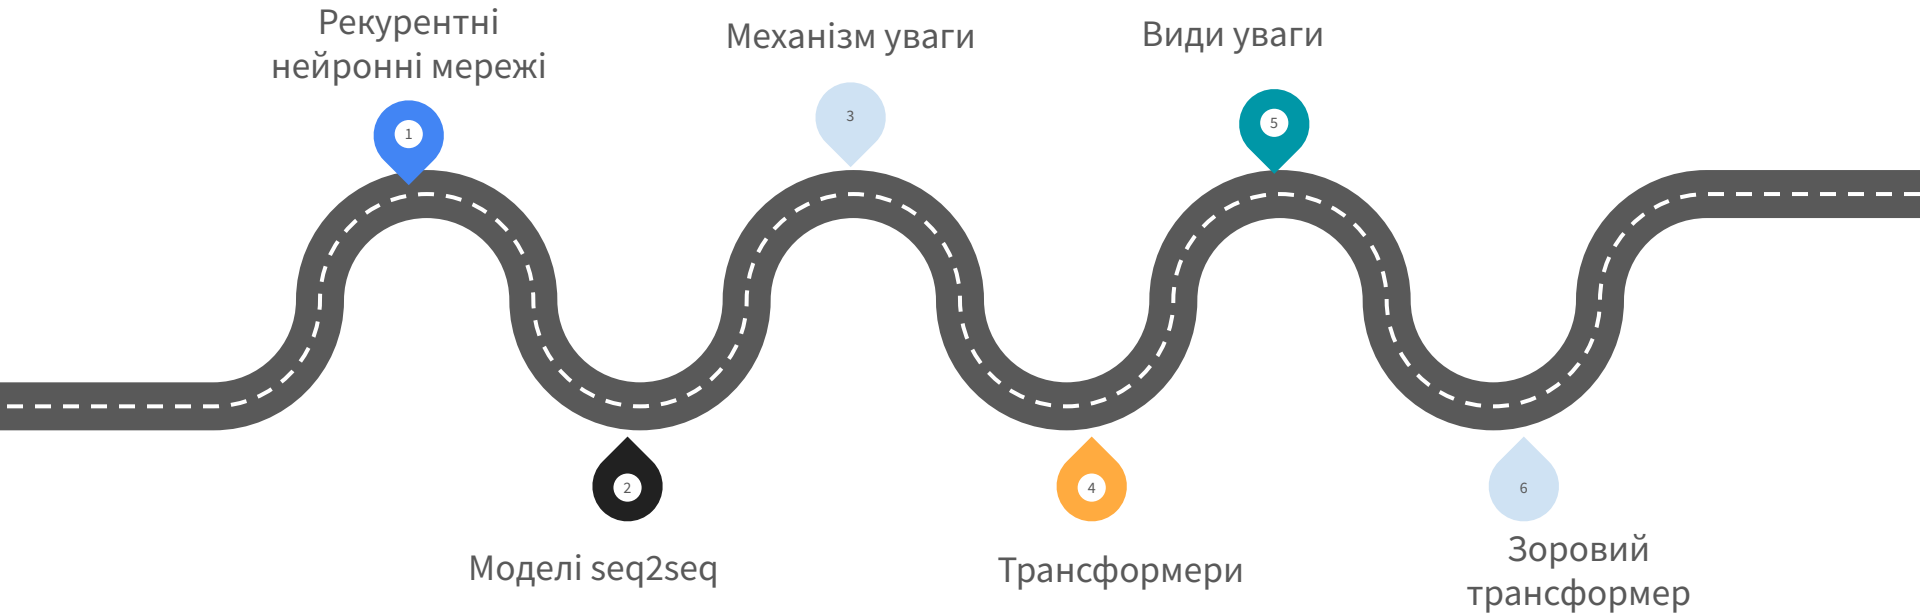 Рекурентні
нейронні мережі
1
Моделі seq2seq
2
Механізм уваги
3
Трансформери
4
Види уваги
5
Зоровий
трансформер
6